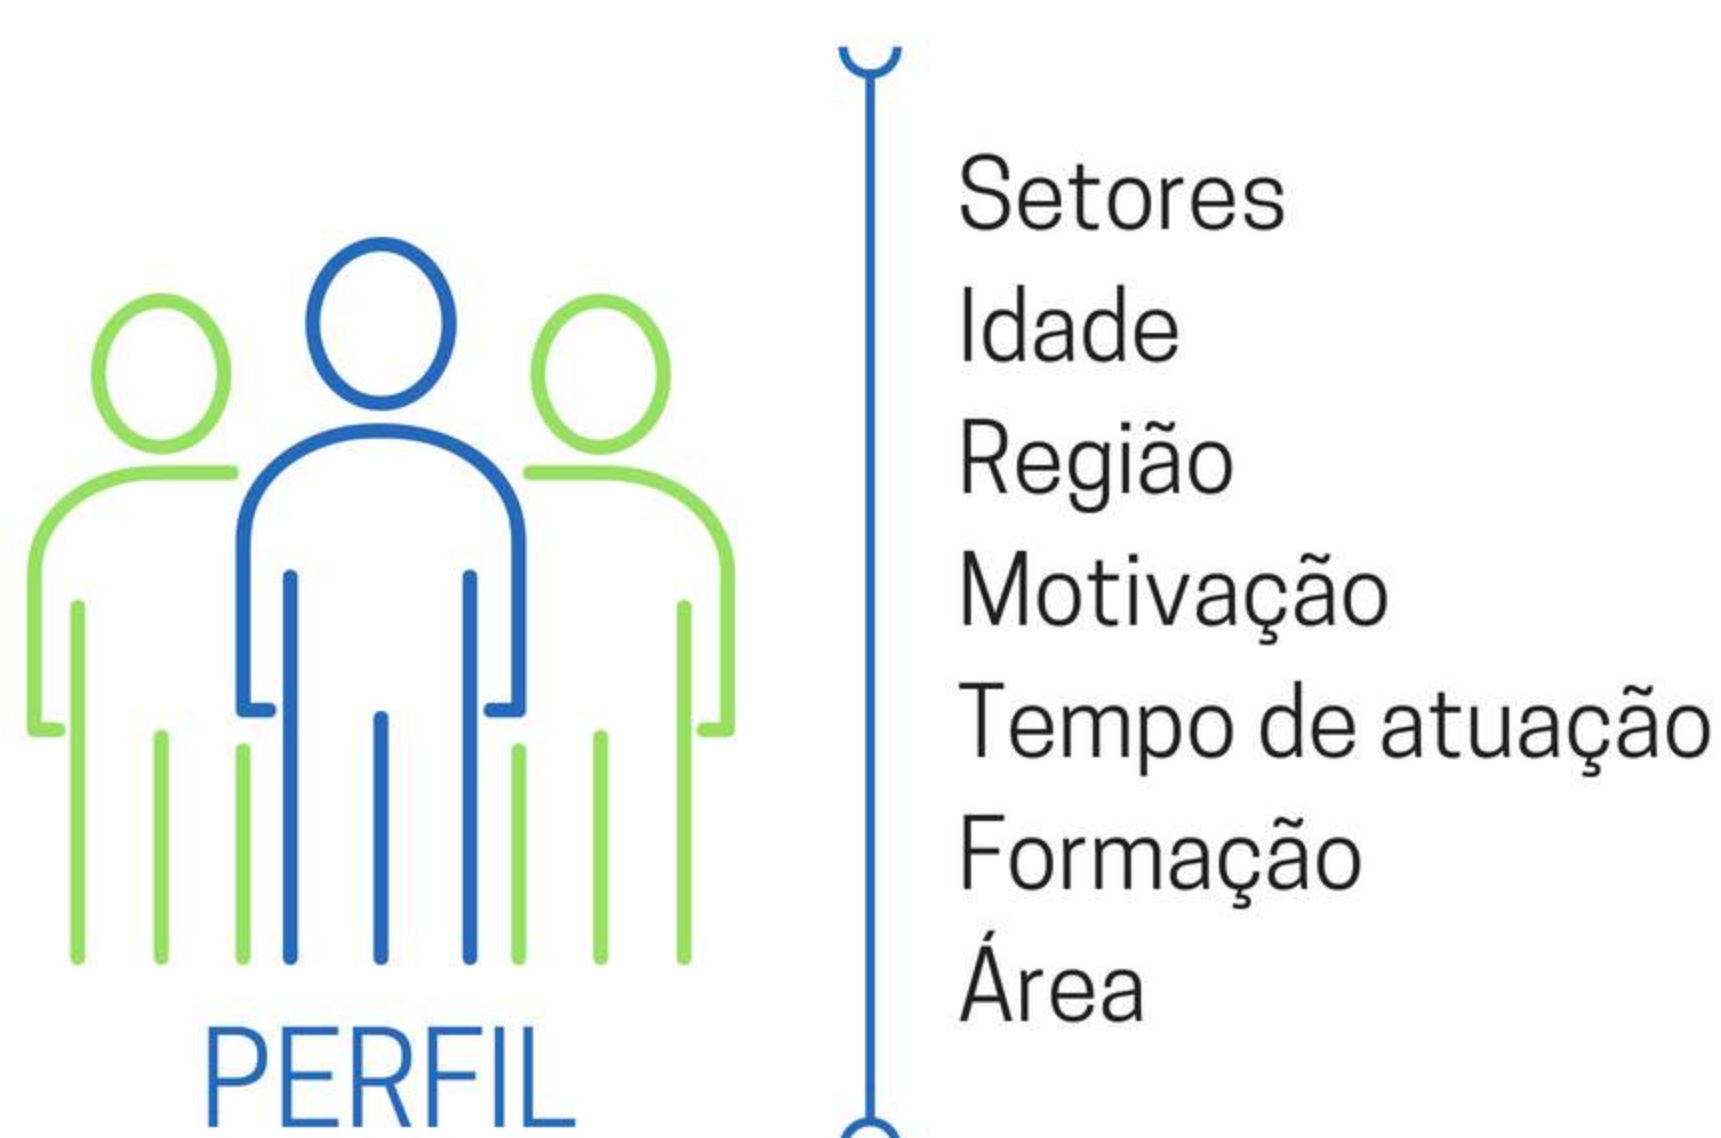 PERFIL
Setores
Idade
Região
Motivação
Tempo de atuação
Formação
Área